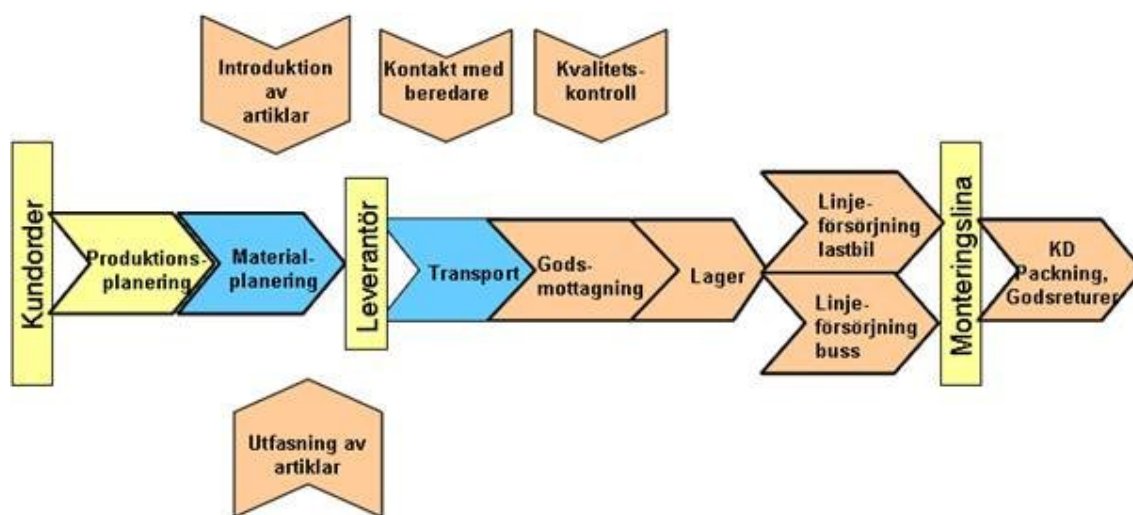 Introduktion
av
artiklar
Kontakt med
beredare
Kvalitets-
kontroll
Kundorder
Produktions-
planering
Material-
planering
Leverantör
Transport
Gods-
mottagning
Lager
Linje-
försörjning
lastbil
Linje-
försörjning
buss
Monteringslina
KD
Packning,
Godsreturer
Utfasning av
artiklar